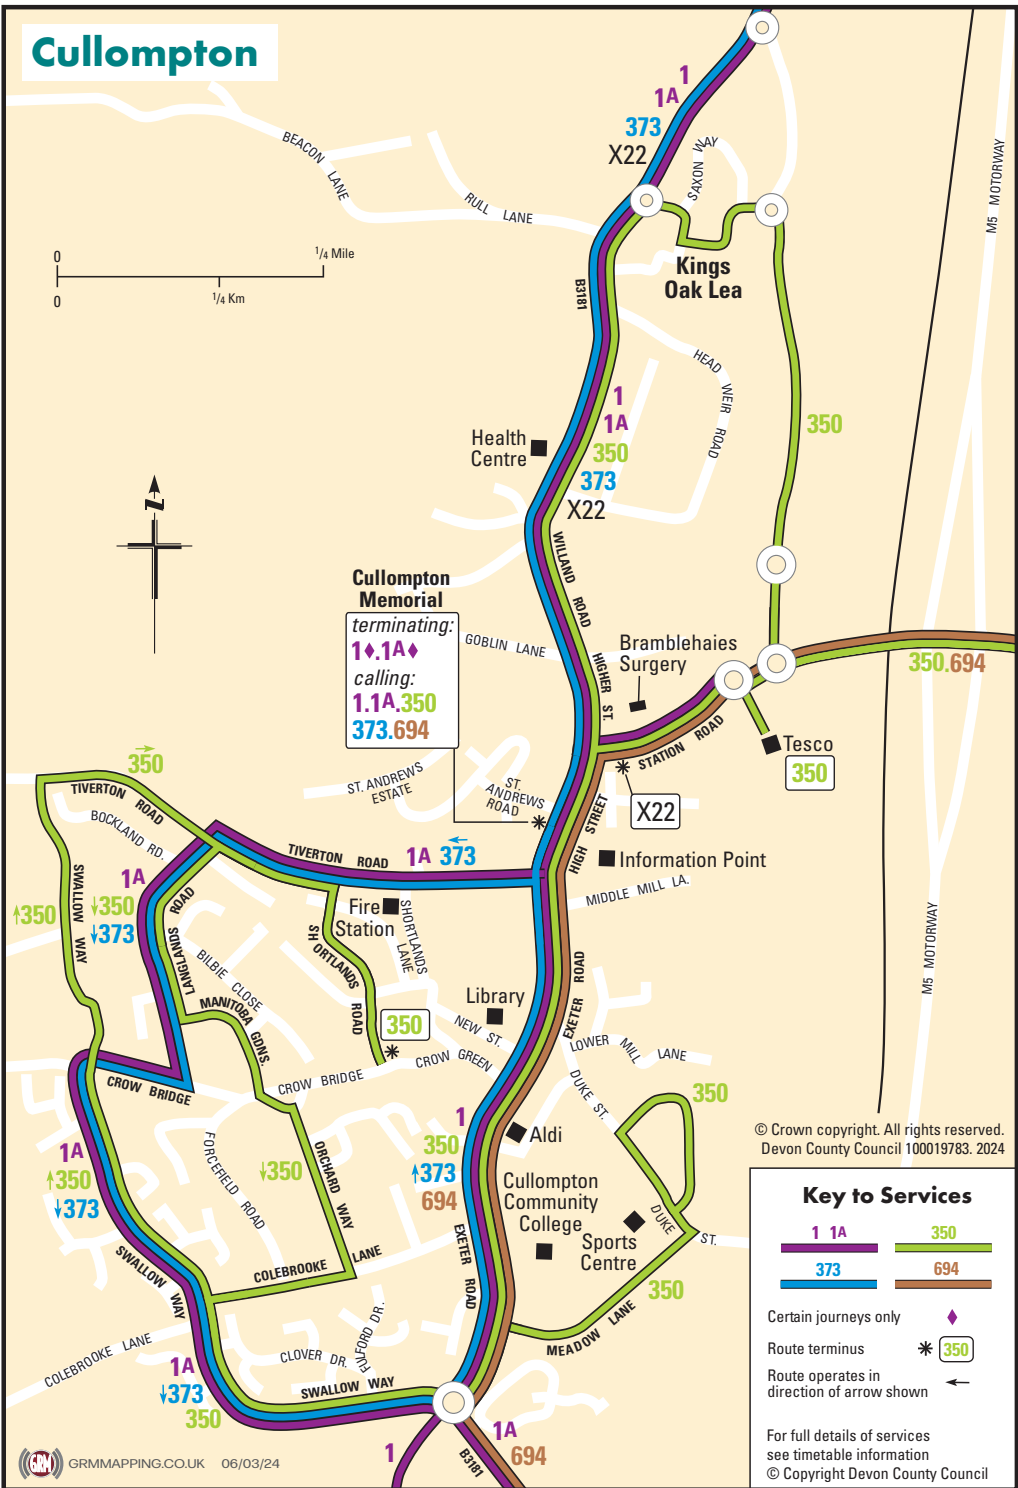 Cullompton
1
1A
373
X22
BEACON LANE
RULL LANE
SAXON WAY
M5 MOTORWAY
0
1/4 Mile
0
1/4 Km
Kings
Oak Lea
B3181
HEAD WEIR ROAD
1
1A
350
373
X22
350
Health
Centre
WILLAND ROAD
Cullompton
Memorial
terminating:
1♦.1A♦
calling:
1.1A.350
373.694
GOBLIN LANE
HIGHER ST.
Bramblehaies
Surgery
350.694
STATION ROAD
Tesco
350
X22
350
TIVERTON ROAD
BOCKLAND RD.
ST. ANDREWS
ESTATE
ST.
ANDREWS
ROAD
HIGH STREET
Information Point
TIVERTON ROAD
1A 373
MIDDLE MILL LA.
SWALLOW WAY
1A
↓350
↓373
↑350
LANGLANDS ROAD
Fire
Station
SHORTLANDS LANE
SHORTLANDS ROAD
BILBIE CLOSE
MANITOBA GDNS.
350
Library
NEW ST.
EXETER ROAD
M5 MOTORWAY
LOWER MILL LANE
CROW GREEN
CROW BRIDGE
CROW BRIDGE
DUKE ST.
350
1
350
↑373
694
Aldi
1A
↑350
↓373
FORCEFIELD ROAD
↓350
ORCHARD WAY
Cullompton
Community
College
Sports
Centre
DUKE ST.
EXETER ROAD
SWALLOW WAY
COLEBROOKE LANE
350
MEADOW LANE
COLEBROOKE LANE
CLOVER DR.
FULFORD DR.
1A
↓373
350
SWALLOW WAY
1
B3181
1A
694
GRM
GRMMAPPING.CO.UK 06/03/24
© Crown copyright. All rights reserved.
Devon County Council 100019783. 2024
Key to Services
1 1A
350
373
694
Certain journeys only ♦
Route terminus 350
Route operates in
direction of arrow shown ←
For full details of services
see timetable information
© Copyright Devon County Council